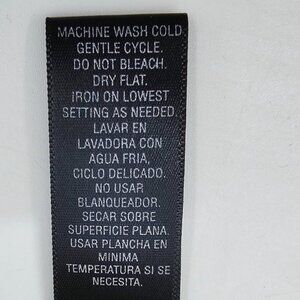 MACHINE WASH COLD
GENTLE CYCLE.
DO NOT BLEACH.
DRY FLAT.
IRON ON LOWEST
SETTING AS NEEDED.
LAVAR EN
LAVADORA CON
AGUA FRIA,
CICLO DELICADO.
NO USAR
BLANQUEADOR.
SECAR SOBRE
SUPERFICIE PLANA.
USAR PLANCHA EN
MINIMA
TEMPERATURA SI SE
NECESITA.